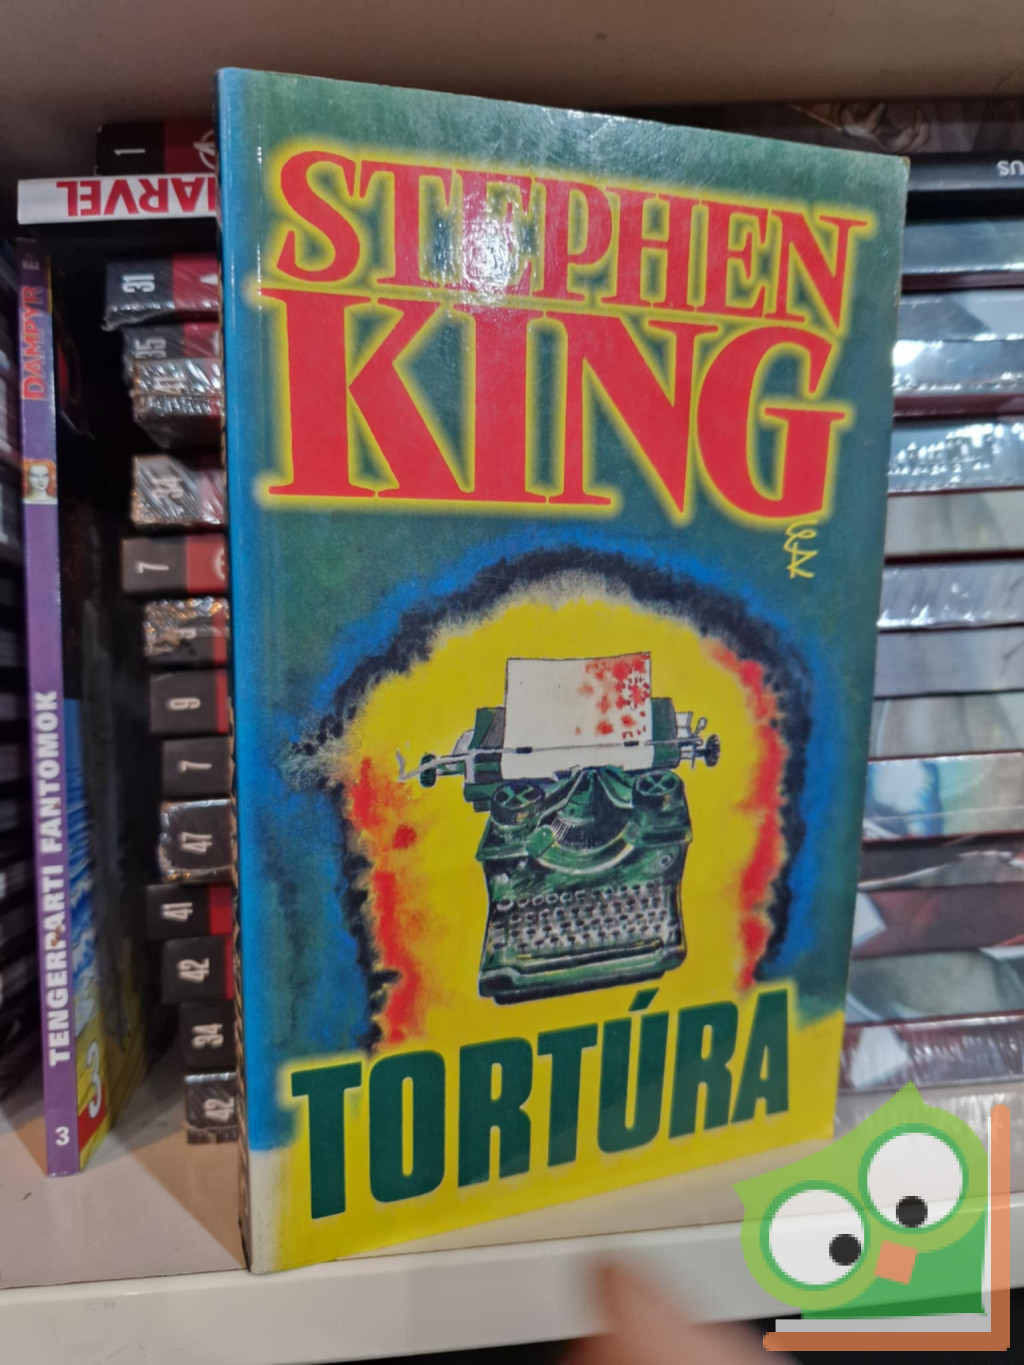 STEPHEN
KING
TORTÚRA
MARVEL
DAMPYR
TENGERPARTI FANTOMOK
3
1
31
35
34
7
9
7
47
41
42
34
42
US